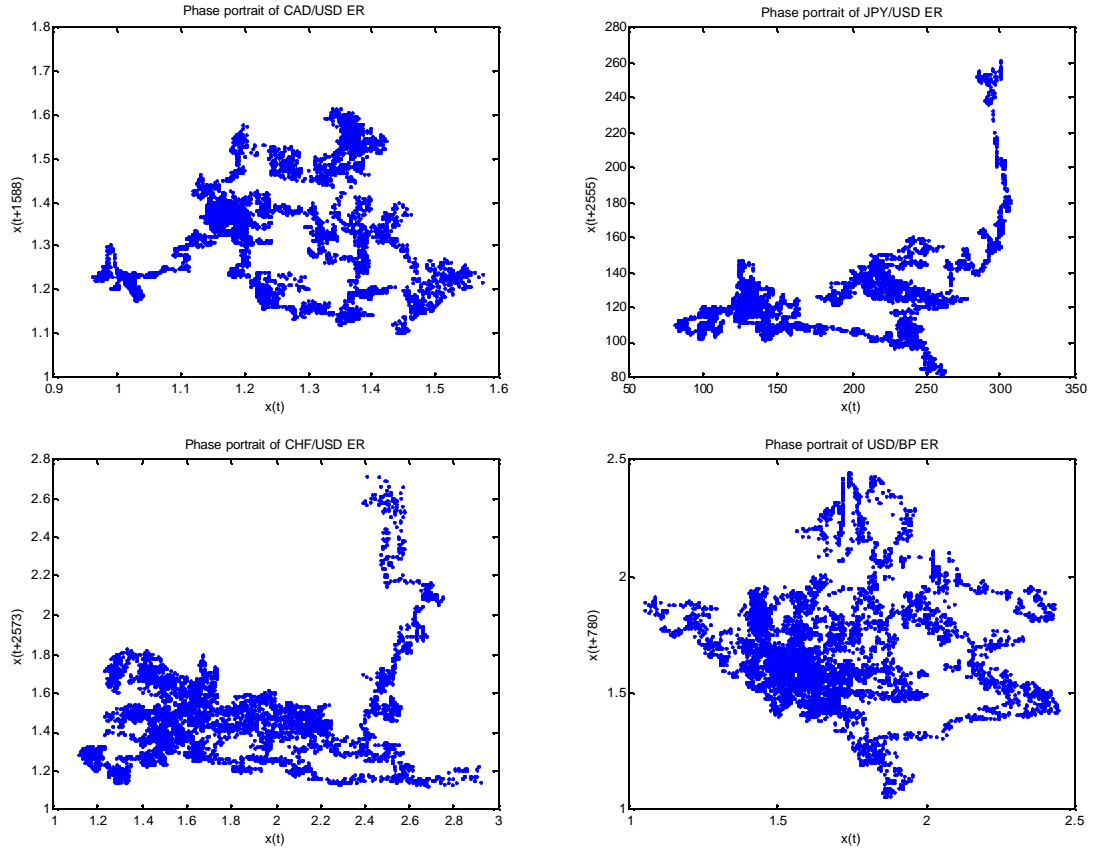 Phase portrait of CAD/USD ER
1.8
1.7
1.6
1.5
1.4
1.3
1.2
1.1
1
x(t+1588)
0.9 1 1.1 1.2 1.3 1.4 1.5 1.6
x(t)
Phase portrait of JPY/USD ER
280
260
240
220
200
180
160
140
120
100
80
x(t+2555)
50 100 150 200 250 300 350
x(t)
Phase portrait of CHF/USD ER
2.8
2.6
2.4
2.2
2
1.8
1.6
1.4
1.2
1
x(t+2573)
1 1.2 1.4 1.6 1.8 2 2.2 2.4 2.6 2.8 3
x(t)
Phase portrait of USD/BP ER
2.5
2
1.5
1
x(t+780)
1 1.5 2 2.5
x(t)